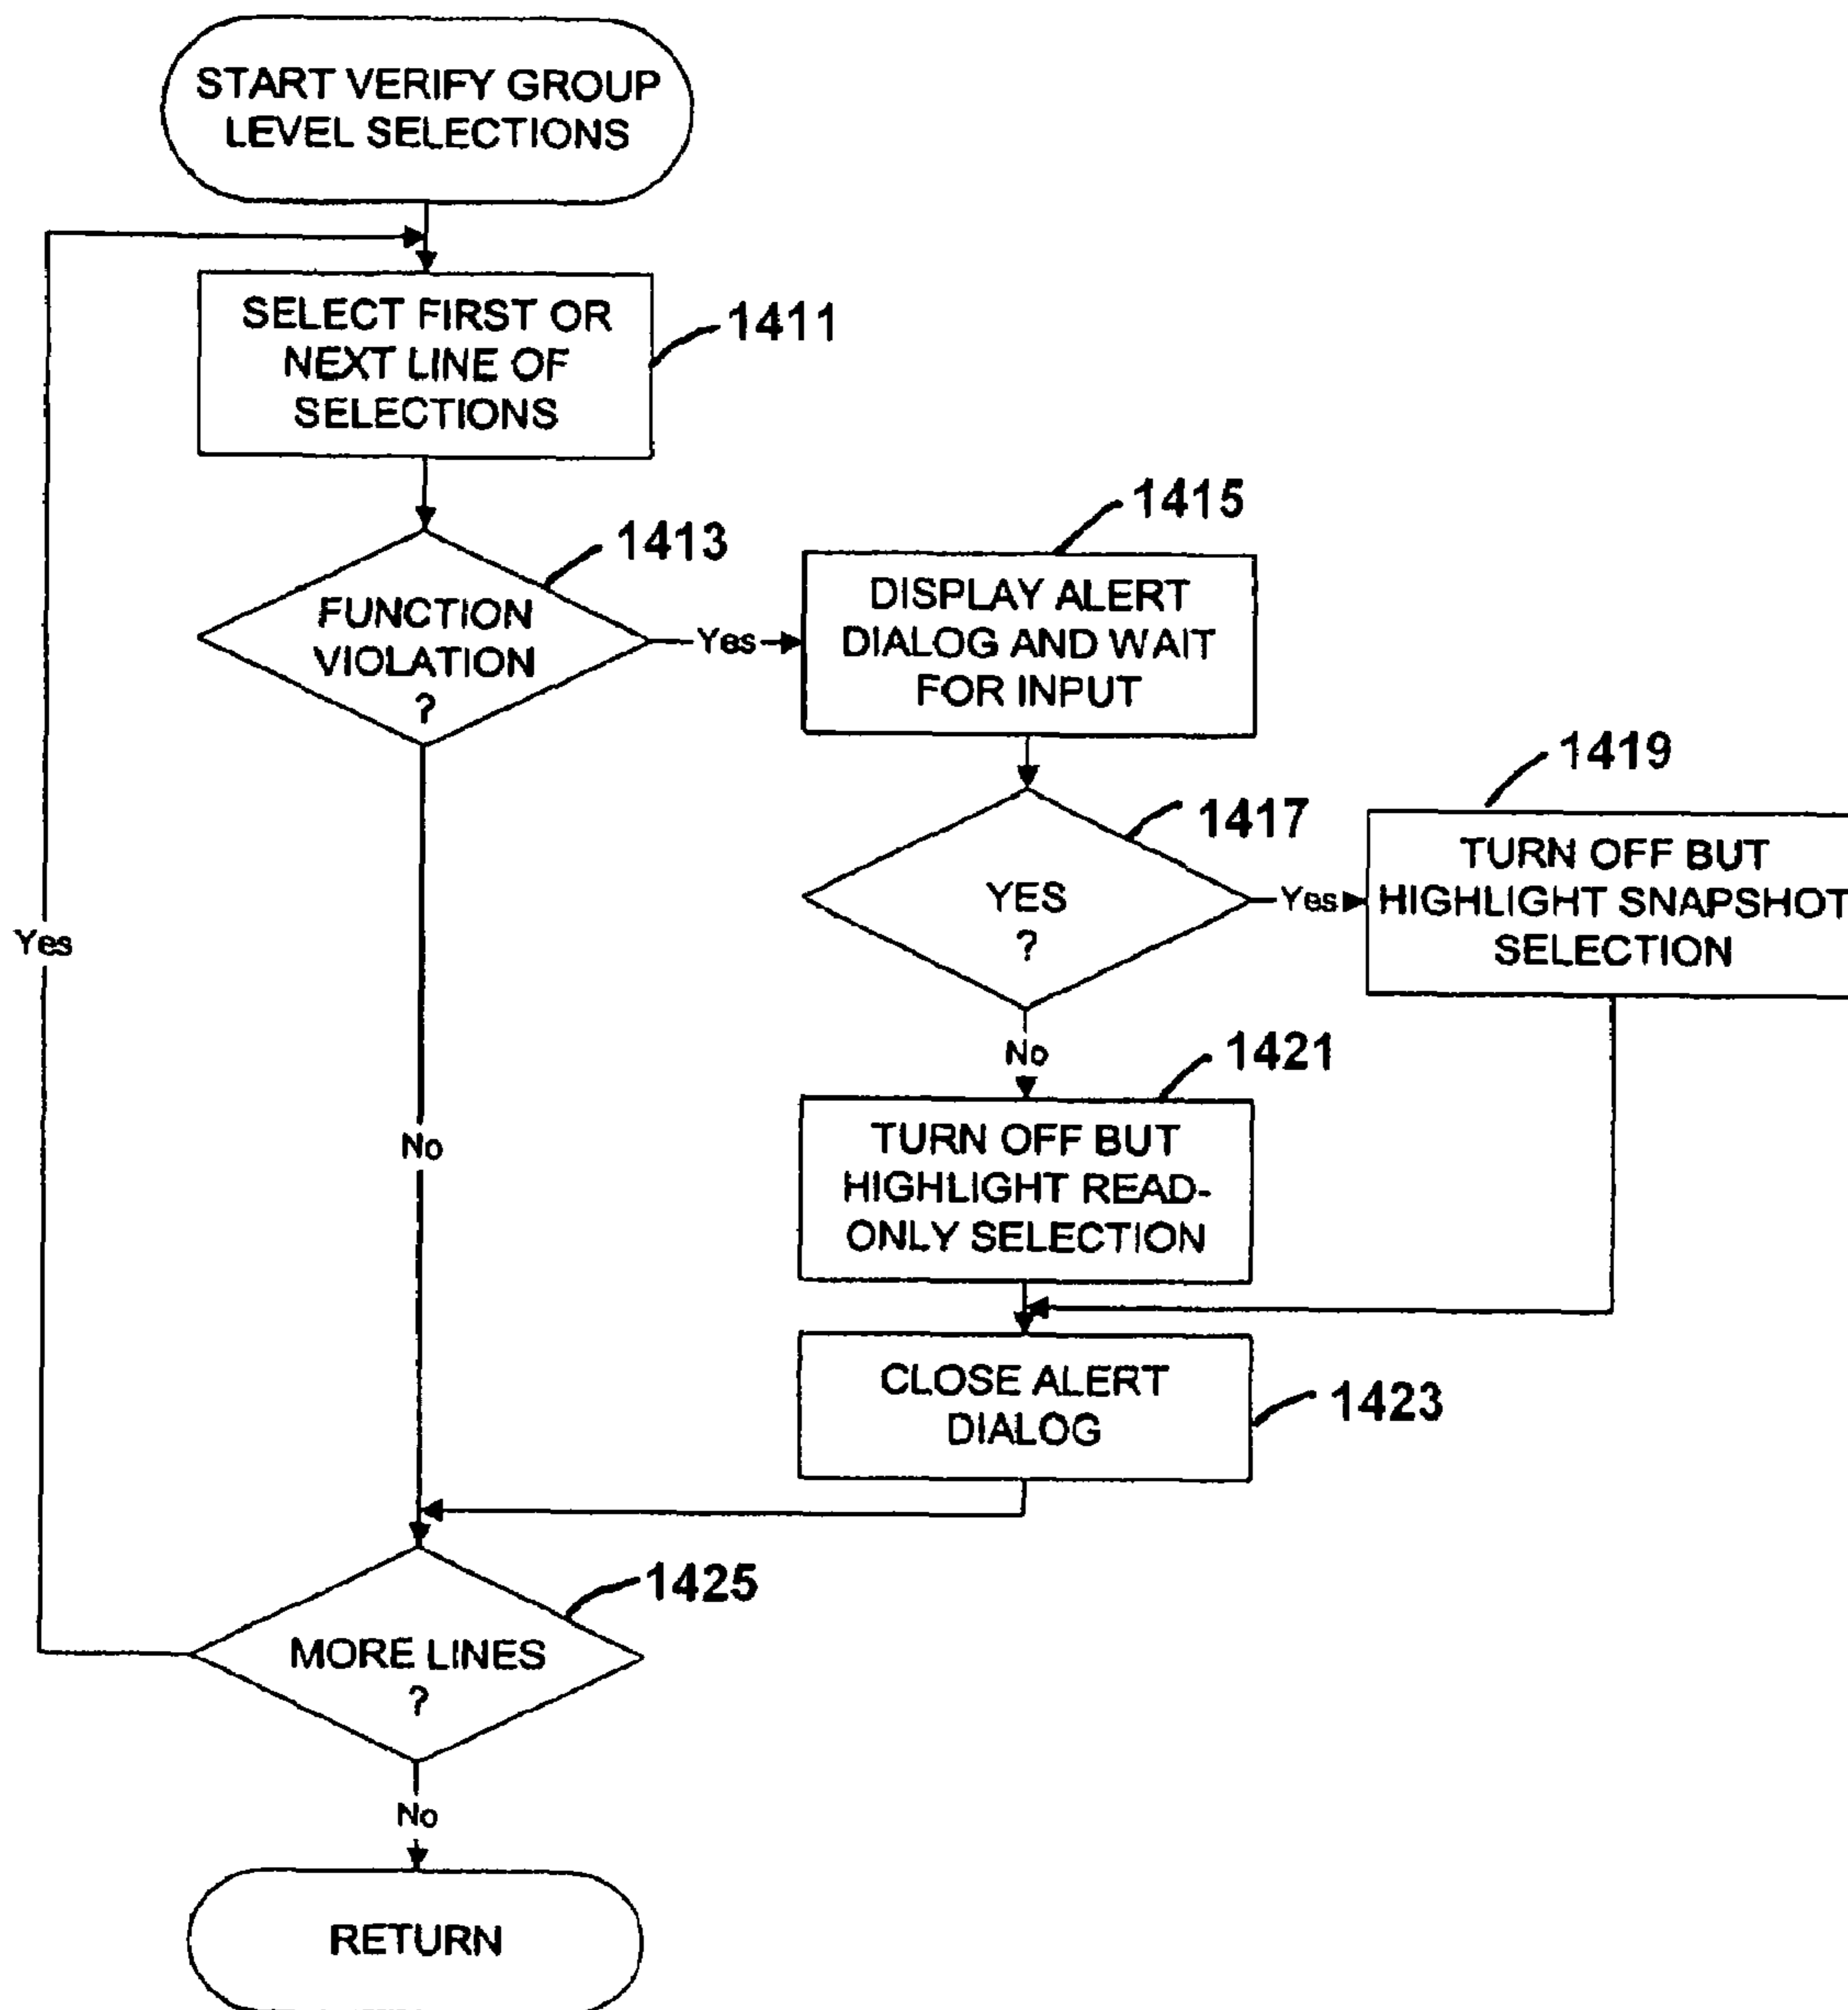 START VERIFY GROUP
LEVEL SELECTIONS
SELECT FIRST OR
NEXT LINE OF
SELECTIONS
1411
FUNCTION
VIOLATION
?
1413
Yes
DISPLAY ALERT
DIALOG AND WAIT
FOR INPUT
1415
YES
?
1417
Yes
TURN OFF BUT
HIGHLIGHT SNAPSHOT
SELECTION
1419
No
TURN OFF BUT
HIGHLIGHT READ-
ONLY SELECTION
1421
CLOSE ALERT
DIALOG
1423
No
Yes
MORE LINES
?
1425
No
RETURN